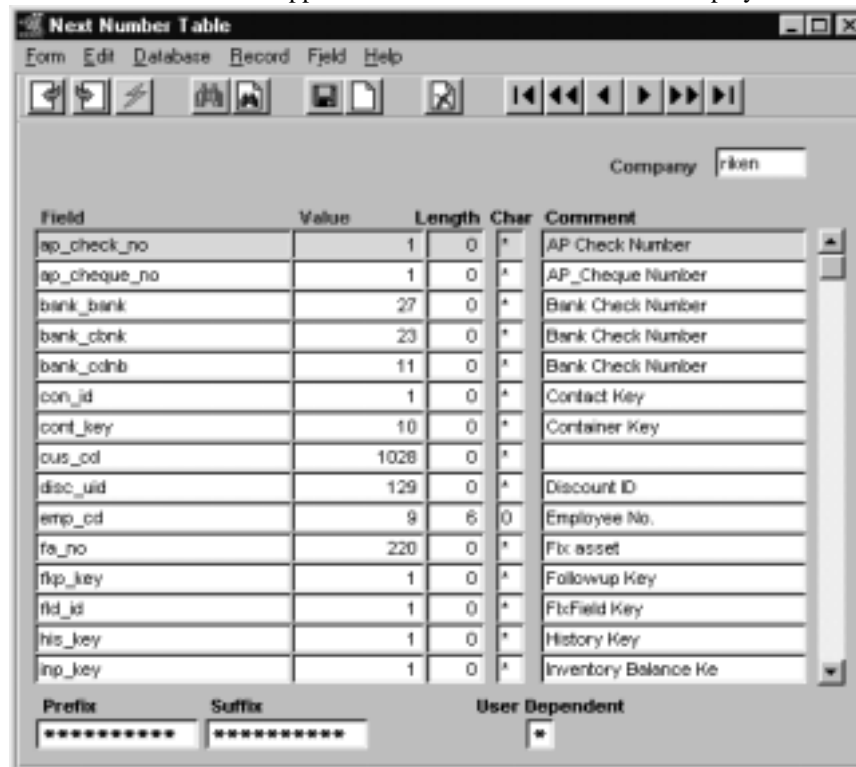 Next Number Table
Form Edit Database Record Field Help
Company riken
Field Value Length Char Comment
ap_check_no 1 0 * AP Check Number
ap_cheque_no 1 0 * AP_Cheque Number
bank_bank 27 0 * Bank Check Number
bank_cbnk 23 0 * Bank Check Number
bank_cdnb 11 0 * Bank Check Number
con_id 1 0 * Contact Key
cont_key 10 0 * Container Key
cus_cd 1028 0 *
disc_uid 129 0 * Discount ID
emp_cd 9 6 0 Employee No.
fa_no 220 0 * Fix asset
1 0 * Followup Key
fld_id 1 0 * FlxField Key
his_key 1 0 * History Key
inp_key 1 0 * Inventory Balance Ke
Prefix Suffix User Dependent
********** ********** *